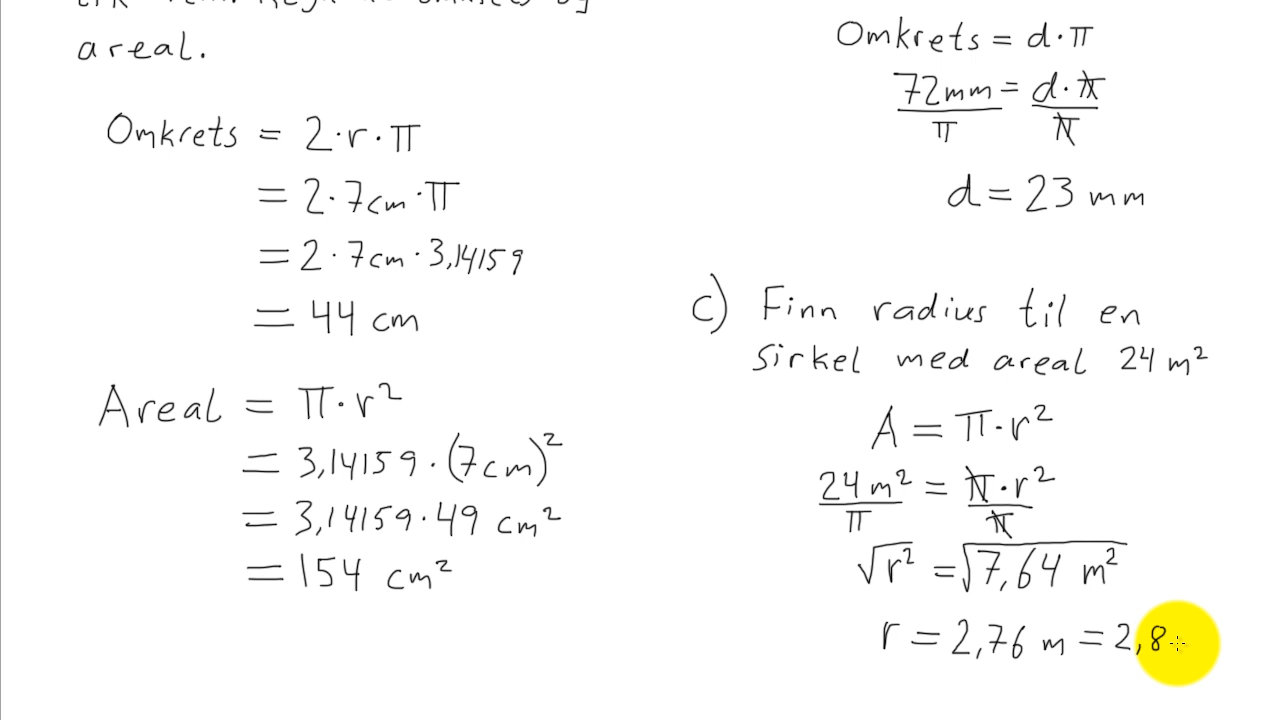 areal.
Omkrets = 2·r·π
= 2·7cm·π
= 2·7cm·3,14159
= 44 cm
Areal = π·r²
= 3,14159·(7cm)²
= 3,14159·49 cm²
= 154 cm²
Omkrets = d·π
72mm/π = d·π/π
d = 23 mm
c) Finn radius til en
sirkel med areal 24 m²
A = π·r²
24 m²/π = π·r²/π
√r² = √7,64 m²
r = 2,76 m = 2,8